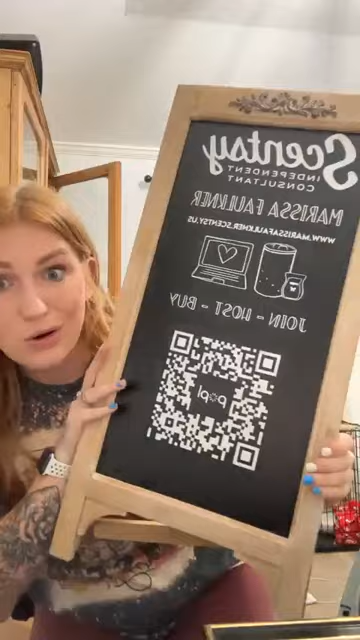 Scentsy
INDEPENDENT
CONSULTANT
MARISSA FAULKNER
WWW.MARISSAFAULKNER.SCENTSY.US
JOIN - HOST - BUY
popl